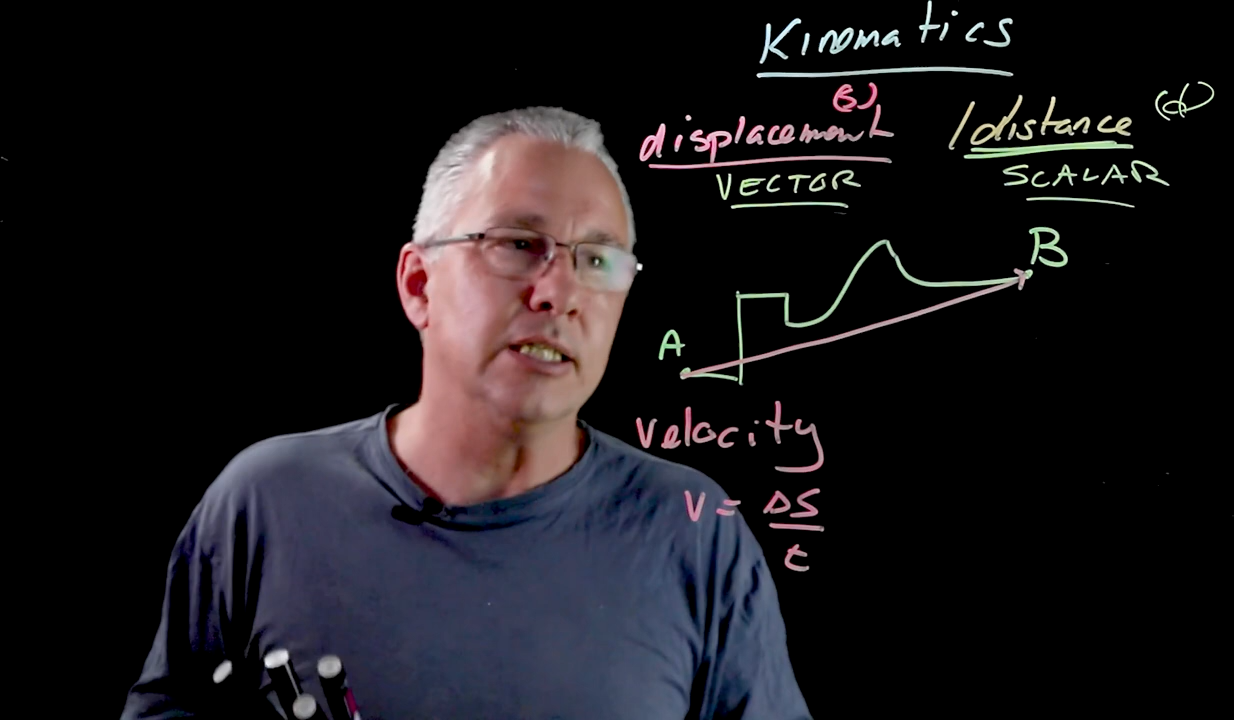 Kinematics
(s) (d)
displacement / distance
VECTOR SCALAR
B
A
velocity
v = ΔS
t